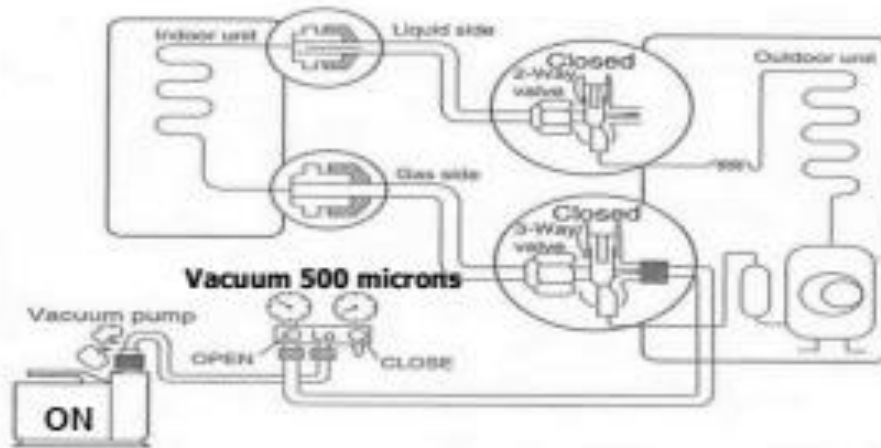 Indoor unit
Liquid side
Closed
2-Way
valve
Outdoor unit
Gas side
Closed
3-Way
valve
Vacuum 500 microns
Vacuum pump
Lo
OPEN
CLOSE
ON